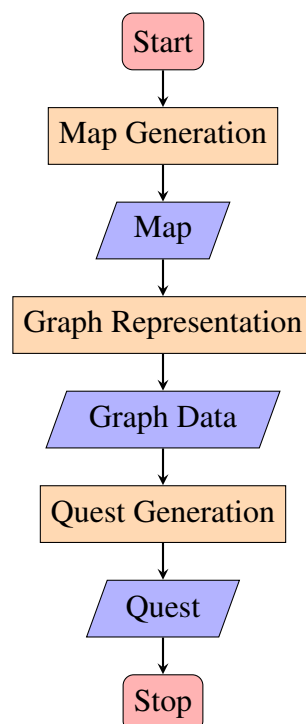 Start
Map Generation
Map
Graph Representation
Graph Data
Quest Generation
Quest
Stop